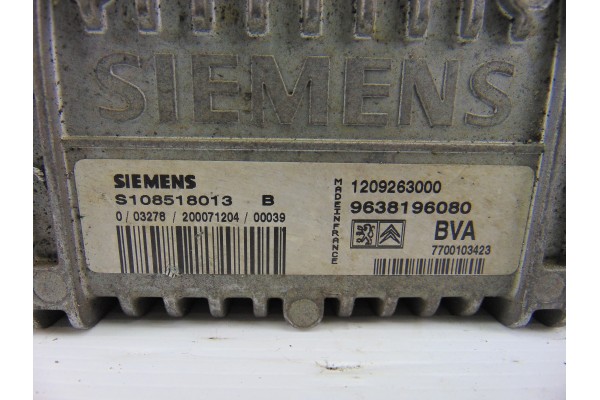 SIEMENS
SIEMENS
S108518013 B
0 / 03278 / 200071204 / 00039
MADE IN FRANCE
1209263000
9638196080
BVA
7700103423